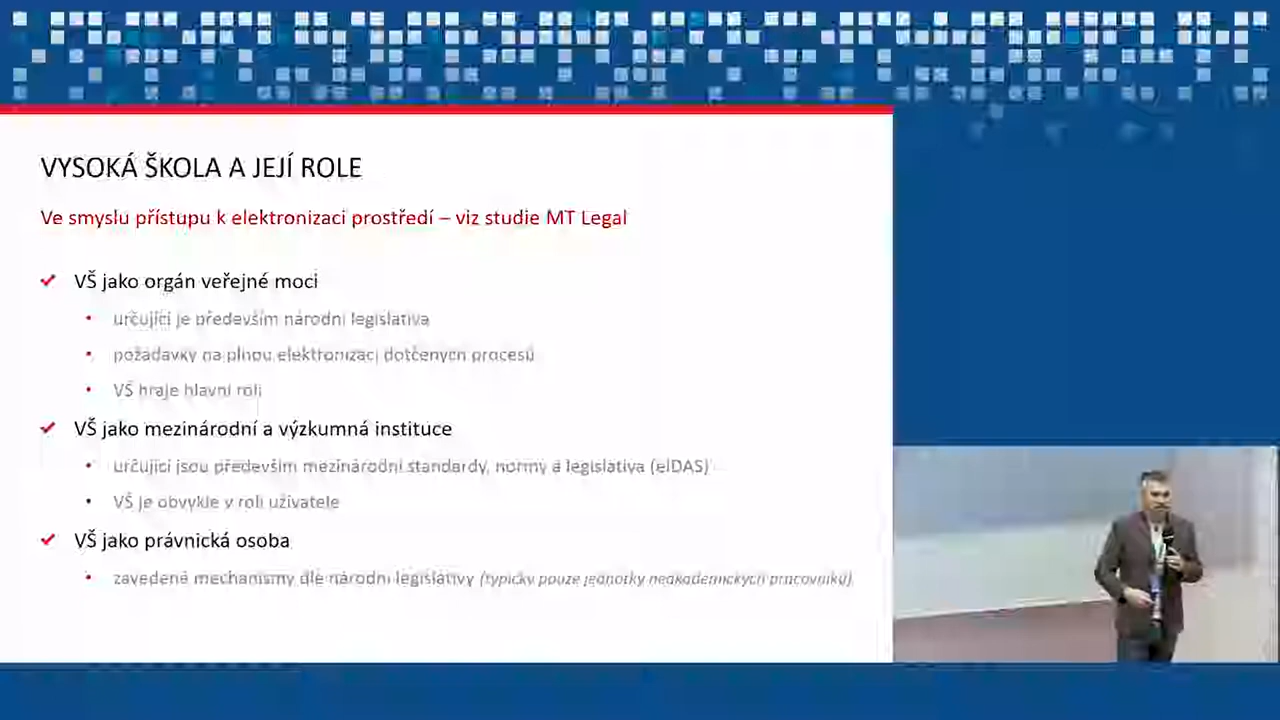 VYSOKÁ ŠKOLA A JEJÍ ROLE
Ve smyslu přístupu k elektronizaci prostředí – viz studie MT Legal
VŠ jako orgán veřejné moci
určující je především národní legislativa
požadavky na plnou elektronizaci dotčených procesů
VŠ hraje hlavní roli
VŠ jako mezinárodní a výzkumná instituce
určující jsou především mezinárodní standardy, normy a legislativa (eIDAS)
VŠ je obvykle v roli uživatele
VŠ jako právnická osoba
zavedené mechanismy dle národní legislativy (typicky pouze jednotky neakademických pracovníků)